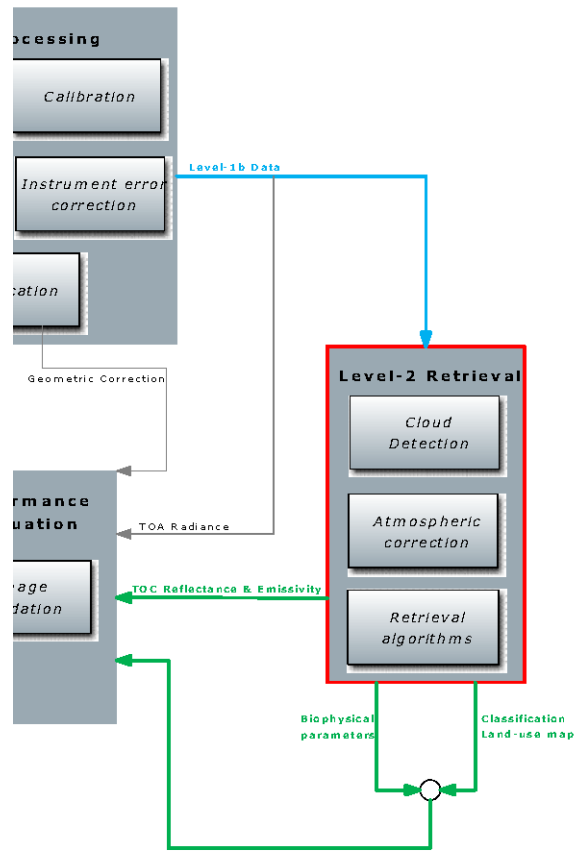 ocessing
Calibration
Instrument error
correction
Level-1b Data
cation
Geometric Correction
Level-2 Retrieval
Cloud
Detection
Atmospheric
correction
Retrieval
algorithms
rmance
uation
TOA Radiance
TOC Reflectance & Emissivity
age
dation
Biophysical
parameters
Classification
Land-use map